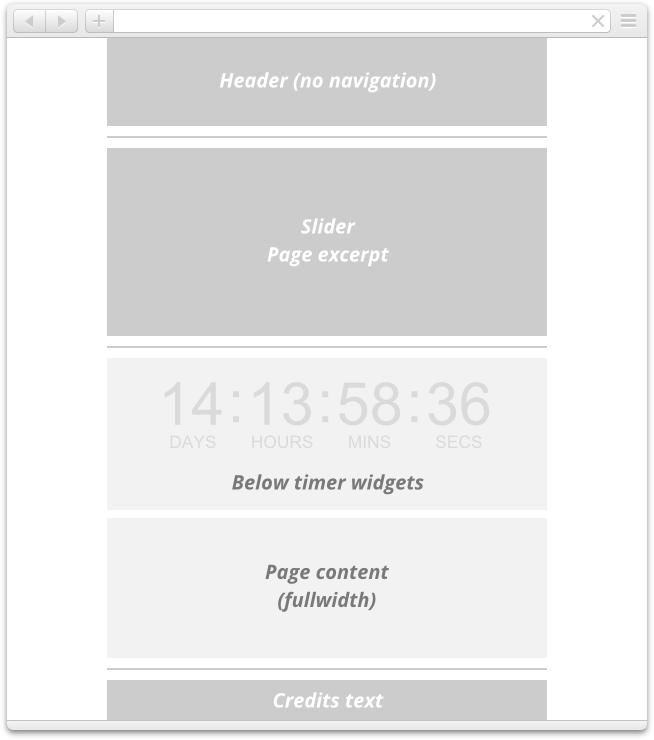 Header (no navigation)
Slider
Page excerpt
14:13:58:36
DAYS HOURS MINS SECS
Below timer widgets
Page content
(fullwidth)
Credits text